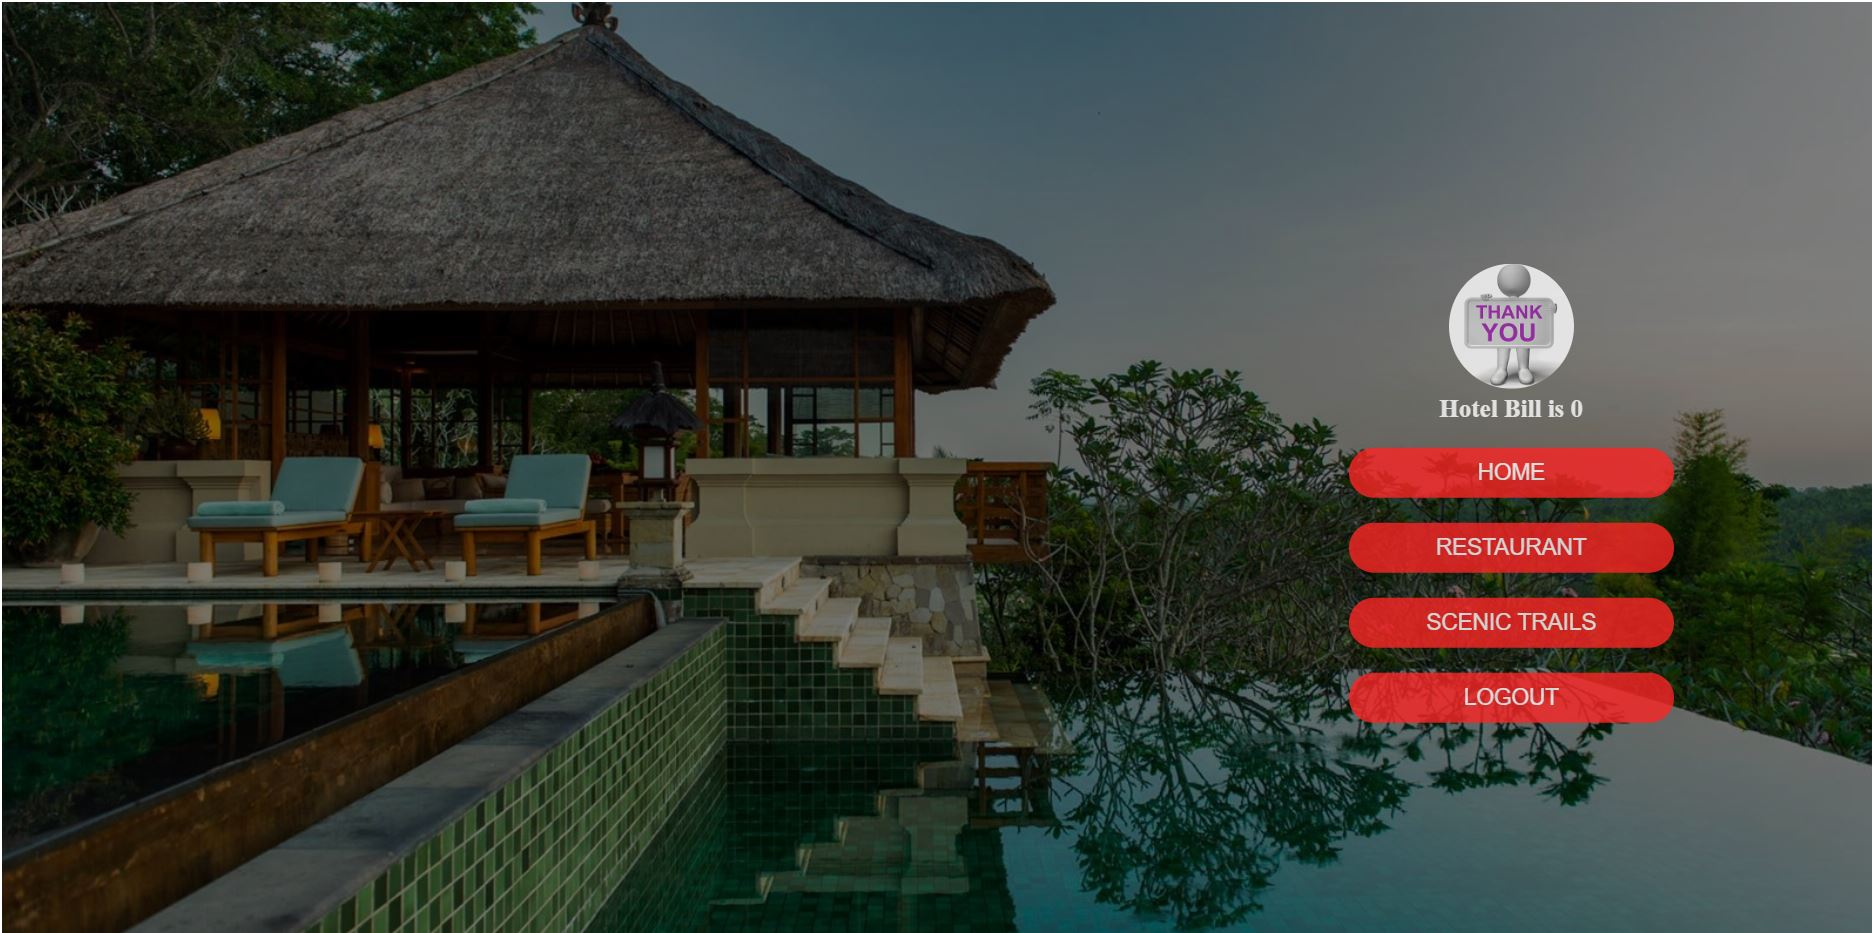 THANK
YOU
Hotel Bill is 0
HOME
RESTAURANT
SCENIC TRAILS
LOGOUT